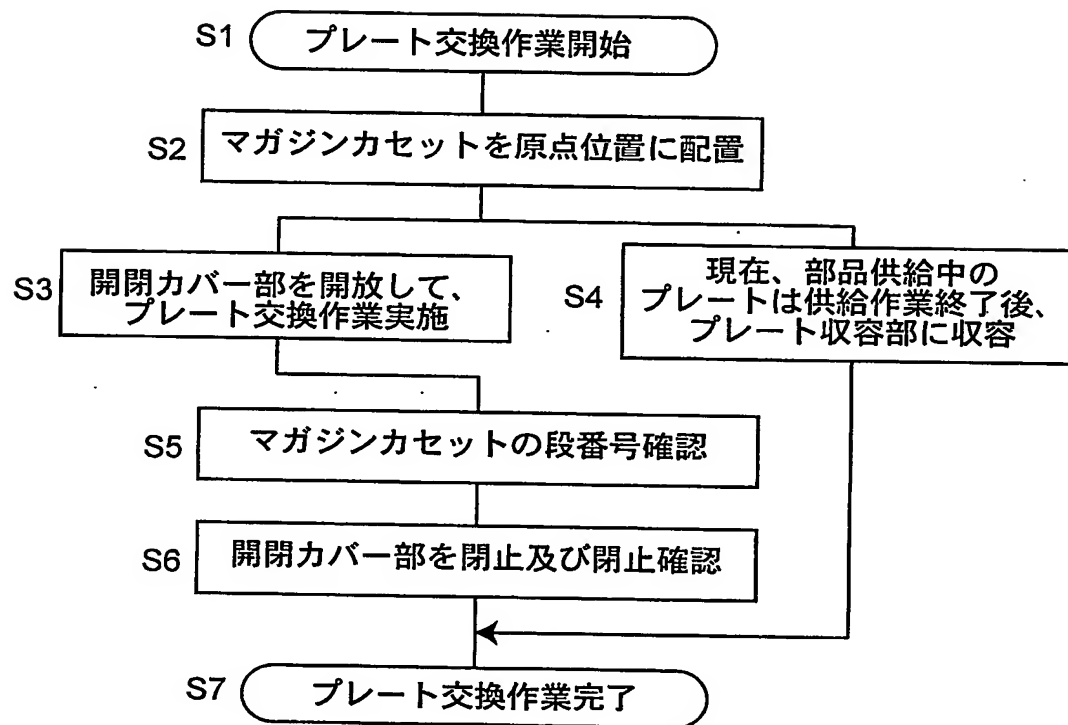 S1 プレート交換作業開始
S2 マガジンカセットを原点位置に配置
S3 開閉カバー部を開放して、
プレート交換作業実施
S4 現在、部品供給中の
プレートは供給作業終了後、
プレート収容部に収容
S5 マガジンカセットの段番号確認
S6 開閉カバー部を閉止及び閉止確認
S7 プレート交換作業完了